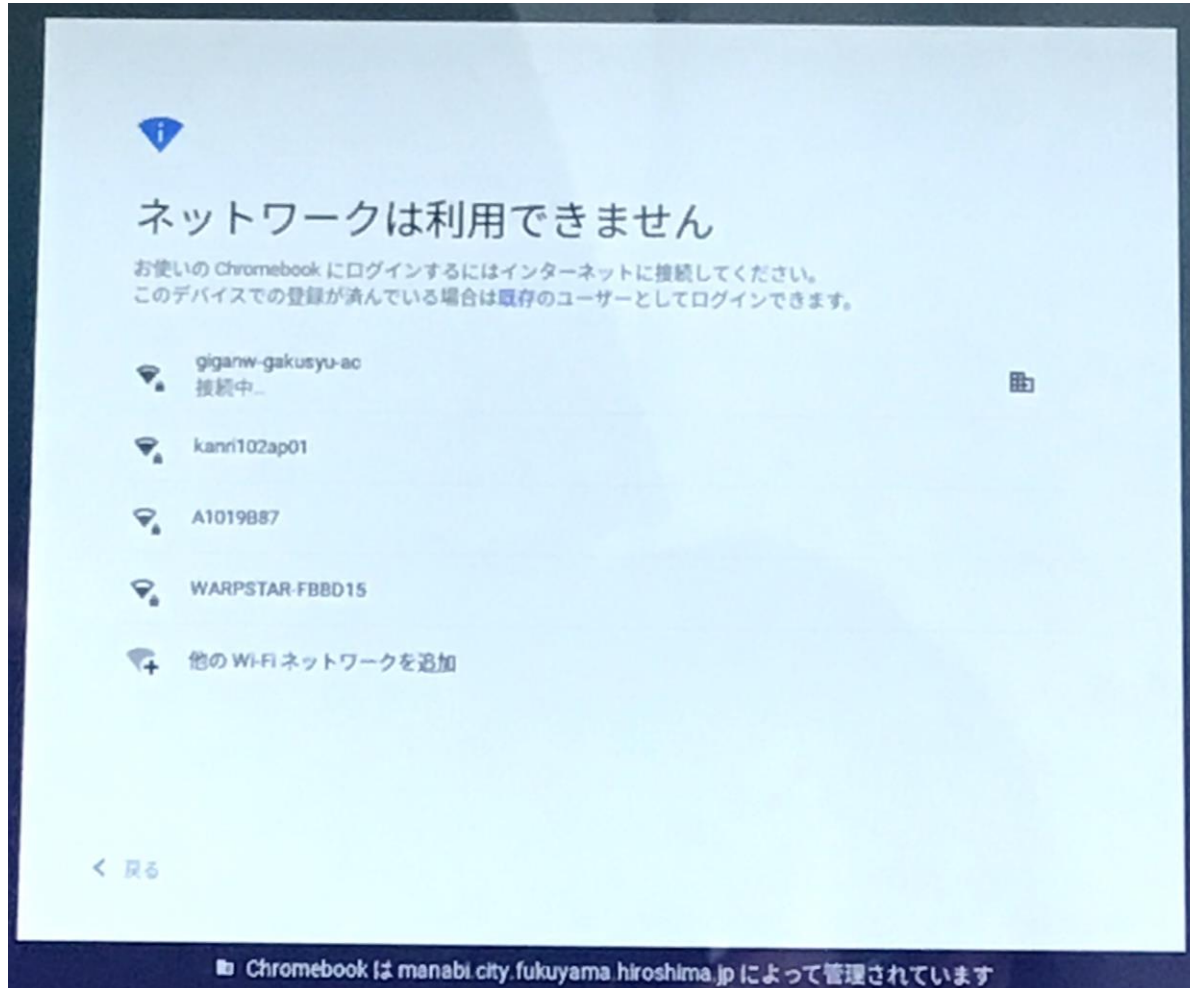 ネットワークは利用できません
お使いの Chromebook にログインするにはインターネットに接続してください。
このデバイスでの登録が済んでいる場合は既存のユーザーとしてログインできます。
giganw-gakusyu-ac
接続中...
kanri102ap01
A1019B87
WARPSTAR-FBBD15
他の Wi-Fi ネットワークを追加
戻る
Chromebook は manabi.city.fukuyama.hiroshima.jp によって管理されています